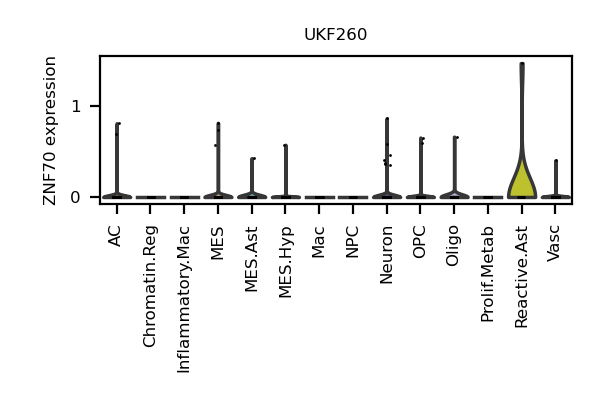 UKF260
ZNF70 expression
1
0
AC
Chromatin.Reg
Inflammatory.Mac
MES
MES.Ast
MES.Hyp
Mac
NPC
Neuron
OPC
Oligo
Prolif.Metab
Reactive.Ast
Vasc